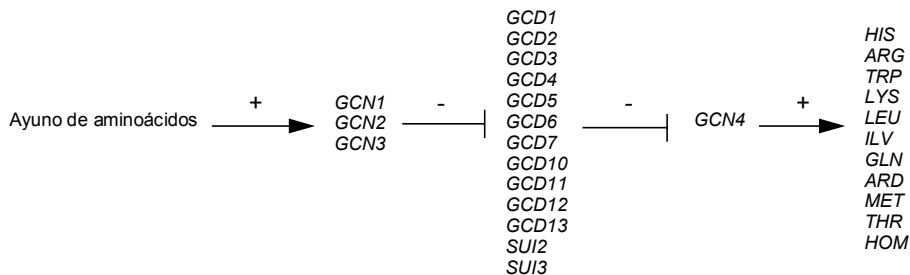 Ayuno de aminoácidos
+
GCN1
GCN2
GCN3
-
GCD1
GCD2
GCD3
GCD4
GCD5
GCD6
GCD7
GCD10
GCD11
GCD12
GCD13
SUI2
SUI3
-
GCN4
+
HIS
ARG
TRP
LYS
LEU
ILV
GLN
ARD
MET
THR
HOM